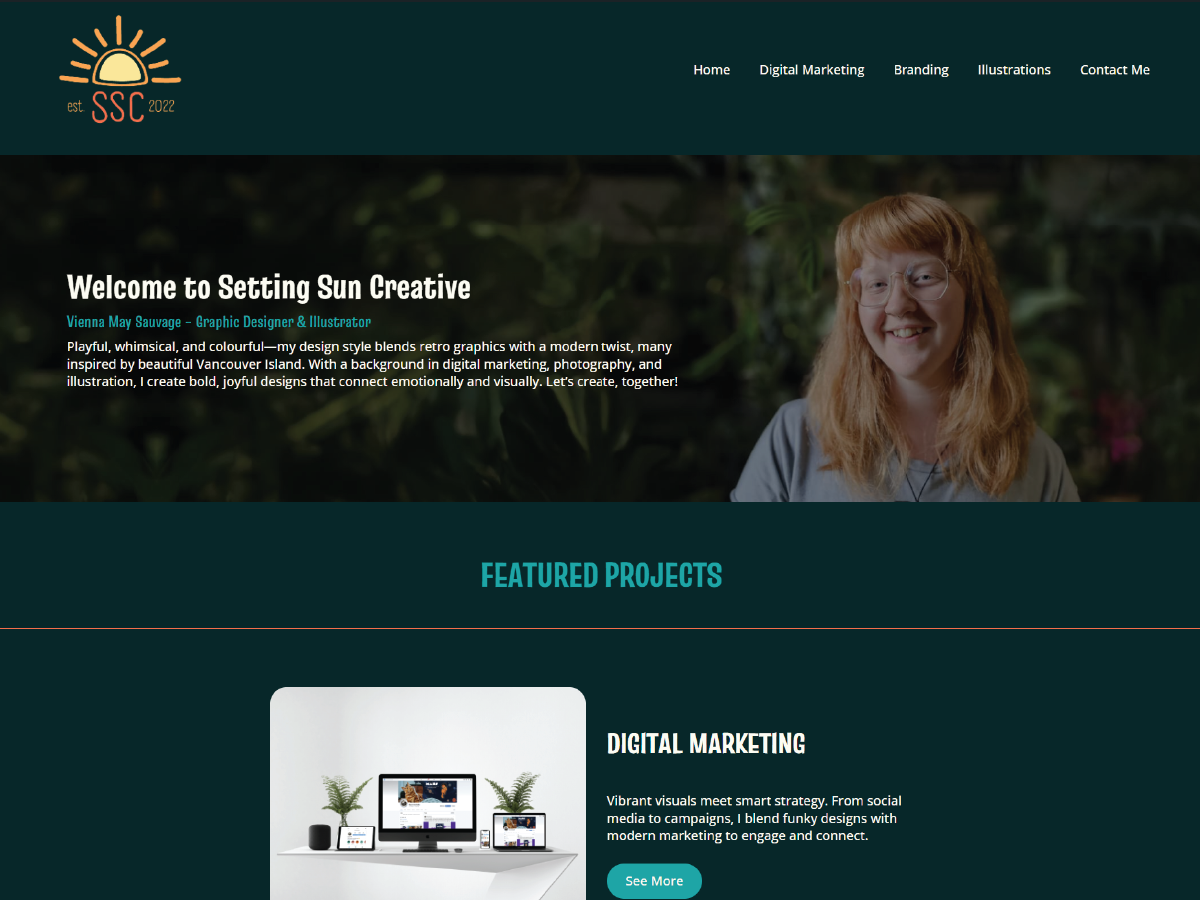 est. SSC 2022
Home Digital Marketing Branding Illustrations Contact Me
Welcome to Setting Sun Creative
Vienna May Sauvage – Graphic Designer & Illustrator
Playful, whimsical, and colourful—my design style blends retro graphics with a modern twist, many
inspired by beautiful Vancouver Island. With a background in digital marketing, photography, and
illustration, I create bold, joyful designs that connect emotionally and visually. Let's create, together!
FEATURED PROJECTS
DIGITAL MARKETING
Vibrant visuals meet smart strategy. From social
media to campaigns, I blend funky designs with
modern marketing to engage and connect.
See More